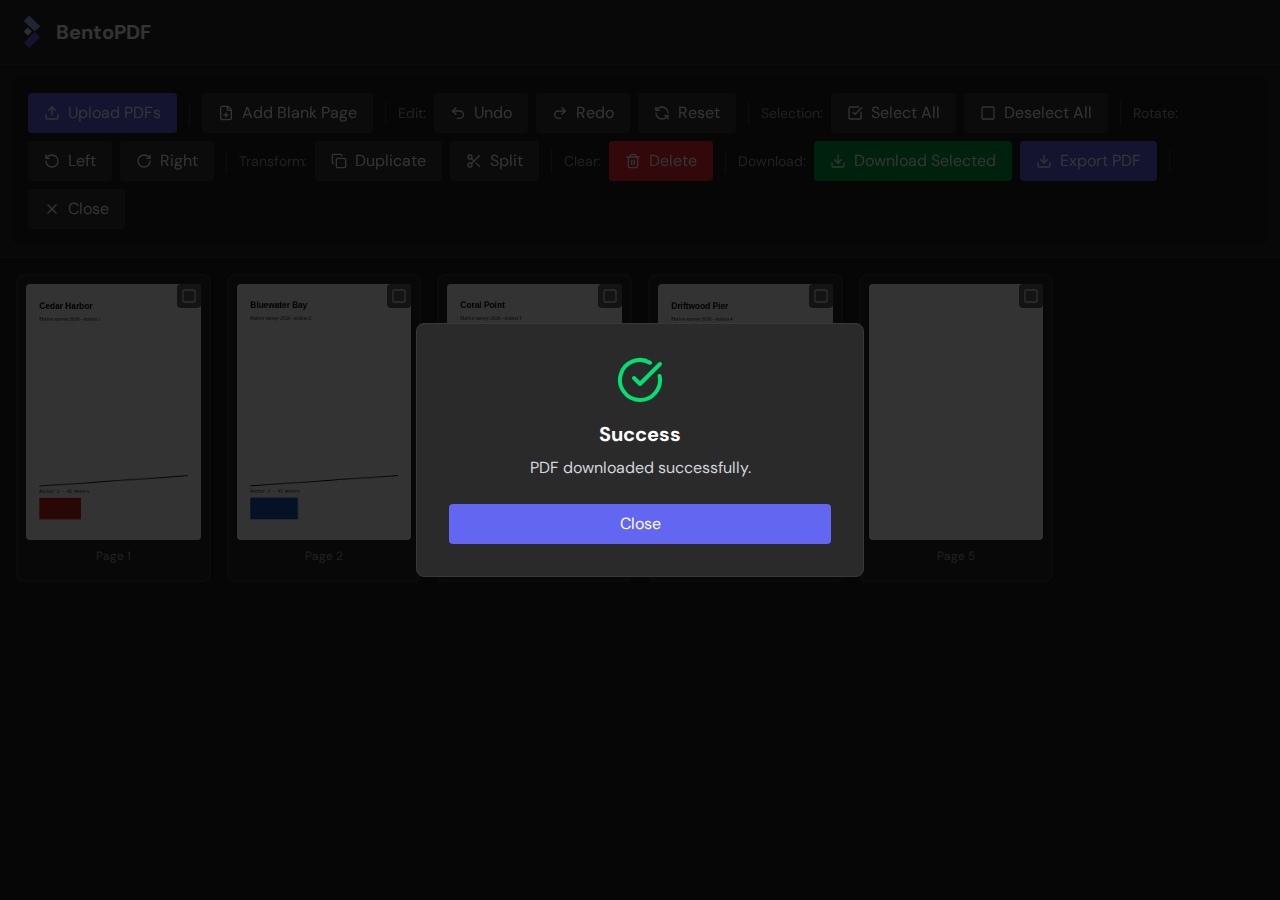 BentoPDF
Upload PDFs Add Blank Page Edit: Undo Redo Reset Selection: Select All Deselect All Rotate:
Left Right Transform: Duplicate Split Clear: Delete Download: Download Selected Export PDF
Close
Cedar Harbor
Bluewater Bay
Coral Point
Driftwood Pier
Success
PDF downloaded successfully.
Close
Page 1
Page 2
Page 5